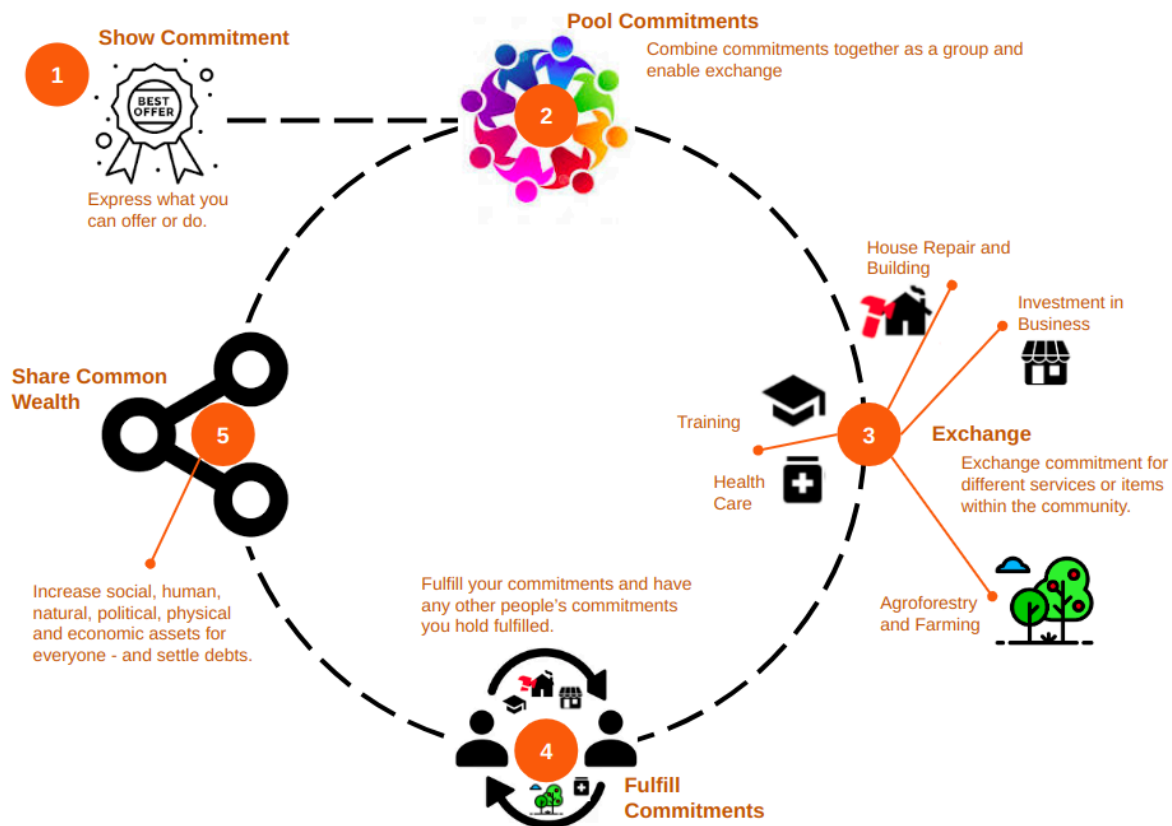 1
Show Commitment
BEST
OFFER
Express what you
can offer or do.
Pool Commitments
Combine commitments together as a group and
enable exchange
2
House Repair and
Building
Investment in
Business
Training
Health
Care
3
Exchange
Exchange commitment for
different services or items
within the community.
Agroforestry
and Farming
Fulfill your commitments and have
any other people's commitments
you hold fulfilled.
4
Fulfill
Commitments
Share Common
Wealth
5
Increase social, human,
natural, political, physical
and economic assets for
everyone - and settle debts.